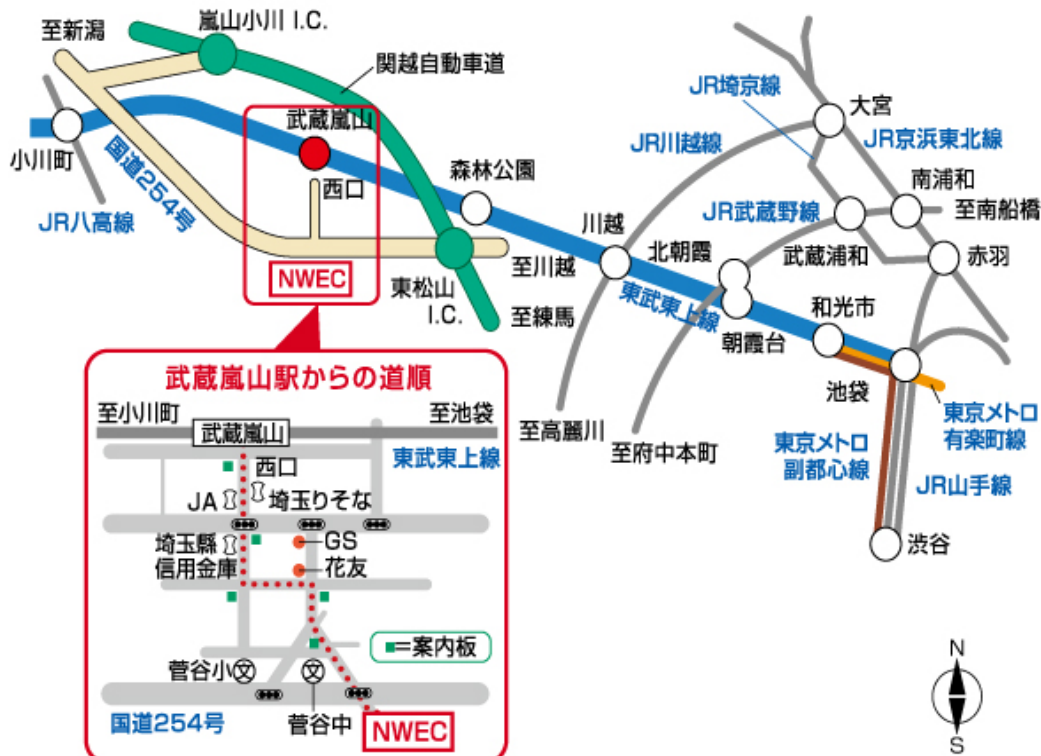 至新潟
嵐山小川 I.C.
関越自動車道
武蔵嵐山
小川町
国道254号
JR八高線
西口
森林公園
NWEC
東松山
I.C.
至川越
至練馬
川越
北朝霞
東武東上線
朝霞台
和光市
池袋
JR埼京線
大宮
JR川越線
JR京浜東北線
南浦和
JR武蔵野線
至南船橋
武蔵浦和
赤羽
至高麗川
至府中本町
東京メトロ
副都心線
東京メトロ
有楽町線
JR山手線
渋谷
武蔵嵐山駅からの道順
至小川町
至池袋
武蔵嵐山
東武東上線
西口
JA
埼玉りそな
埼玉縣
信用金庫
GS
花友
=案内板
菅谷小
文
文
菅谷中
国道254号
NWEC
N
S